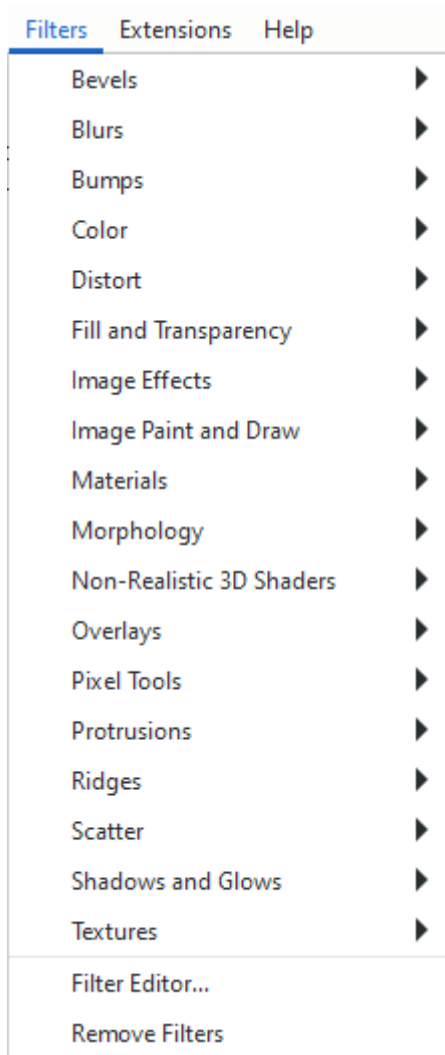 Filters Extensions Help
Bevels
Blurs
Bumps
Color
Distort
Fill and Transparency
Image Effects
Image Paint and Draw
Materials
Morphology
Non-Realistic 3D Shaders
Overlays
Pixel Tools
Protrusions
Ridges
Scatter
Shadows and Glows
Textures
Filter Editor...
Remove Filters